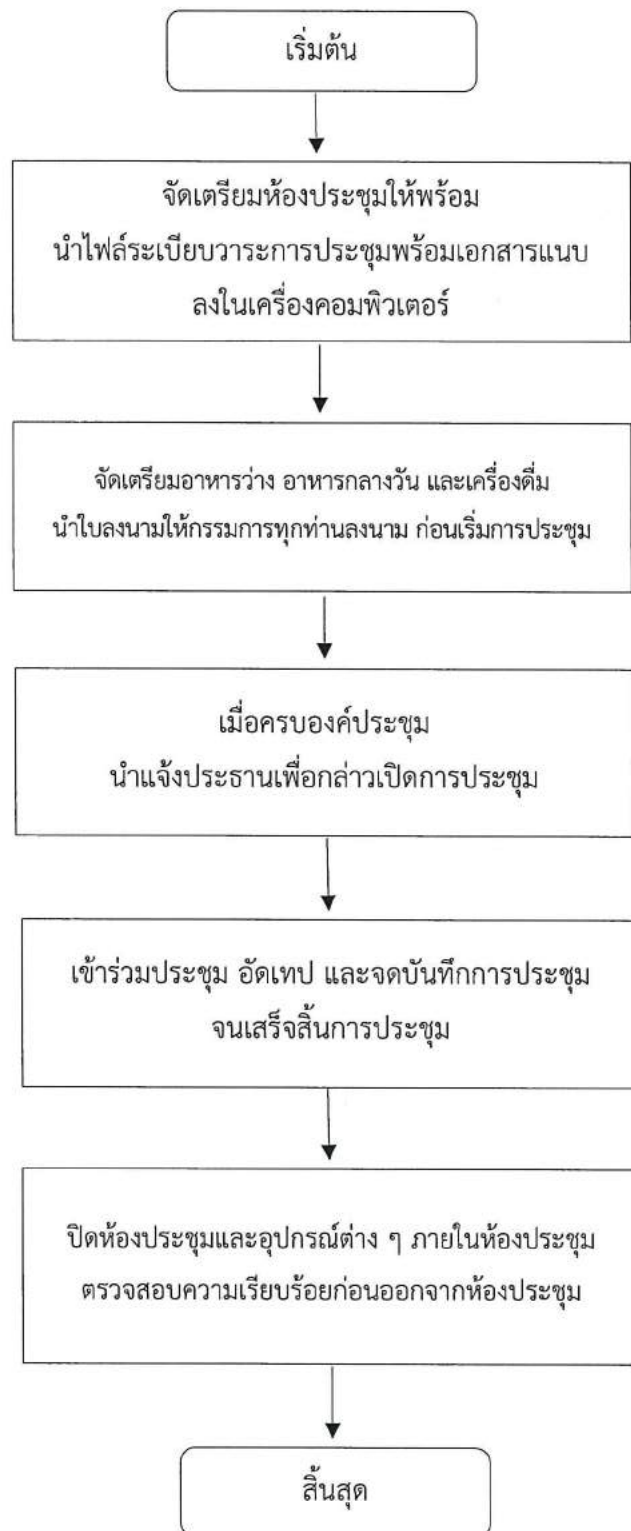 เริ่มต้น
จัดเตรียมห้องประชุมให้พร้อม
นำไฟล์ระเบียบวาระการประชุมพร้อมเอกสารแนบ
ลงในเครื่องคอมพิวเตอร์
จัดเตรียมอาหารว่าง อาหารกลางวัน และเครื่องดื่ม
นำใบลงนามให้กรรมการทุกท่านลงนาม ก่อนเริ่มการประชุม
เมื่อครบองค์ประชุม
นำแจ้งประธานเพื่อกล่าวเปิดการประชุม
เข้าร่วมประชุม อัดเทป และจดบันทึกการประชุม
จนเสร็จสิ้นการประชุม
ปิดห้องประชุมและอุปกรณ์ต่าง ๆ ภายในห้องประชุม
ตรวจสอบความเรียบร้อยก่อนออกจากห้องประชุม
สิ้นสุด